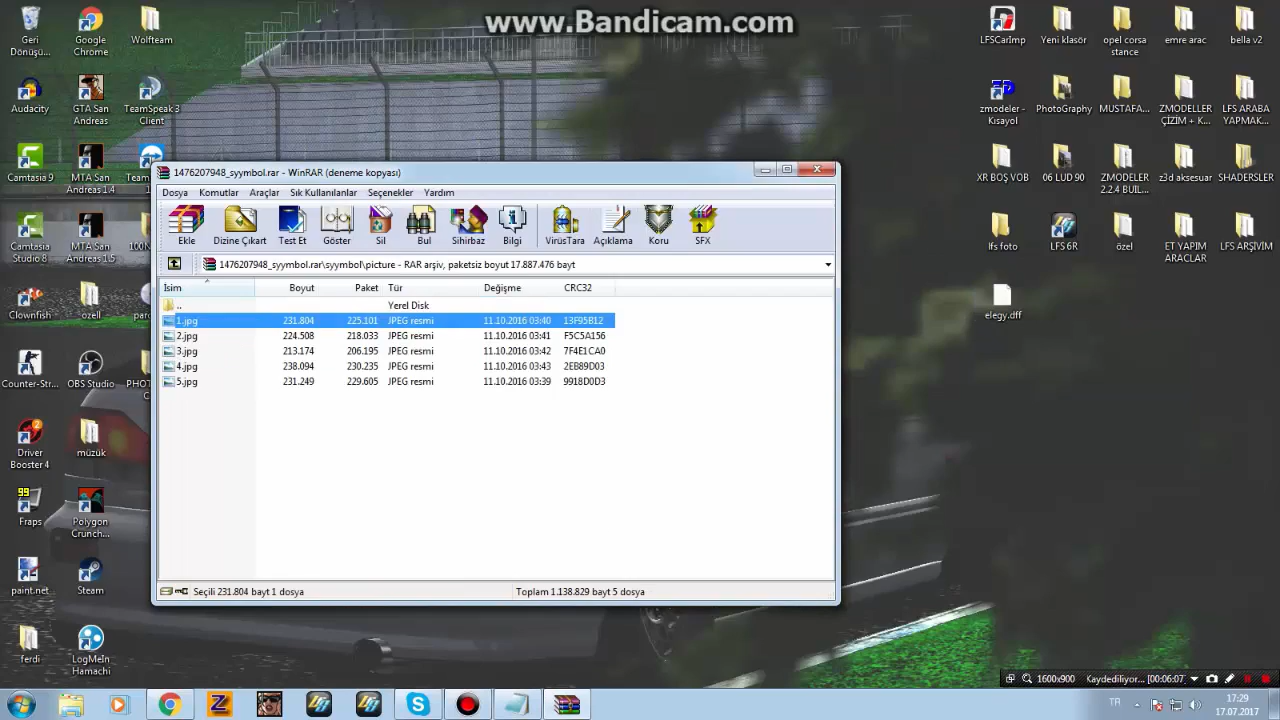 www.Bandicam.com
Geri Dönüşü...
Google Chrome
Wolfteam
Audacity
GTA San Andreas
TeamSpeak 3 Client
Camtasia 9
MTA San Andreas 1.4
Team
Camtasia Studio 8
MTA San Andreas 1.5
100N
Clownfish
ozell
parc
Counter-Str...
OBS Studio
PHOT
Driver Booster 4
müzük
99
Fraps
Polygon Crunch...
paint.net
Steam
ferdi
LogMeIn Hamachi
LFSCarImp
Yeni klasör
opel corsa stance
emre arac
bella v2
zmodeler - Kısayol
PhotoGraphy
MUSTAFA...
ZMODELLER ÇİZİM + K...
LFS ARABA YAPMAK...
XR BOŞ VOB
06 LUD 90
ZMODELER 2.2.4 BUIL...
z3d aksesuar
SHADERSLER
lfs foto
LFS 6R
özel
ET YAPIM ARACLAR
LFS ARŞİVİM
elegy.dff
1476207948_syymbol.rar - WinRAR (deneme kopyası)
Dosya Komutlar Araçlar Sık Kullanılanlar Seçenekler Yardım
Ekle Dizine Çıkart Test Et Göster Sil Bul Sihirbaz Bilgi VirüsTara Açıklama Koru SFX
1476207948_syymbol.rar\syymbol\picture - RAR arşiv, paketsiz boyut 17.887.476 bayt
İsim Boyut Paket Tür Değişme CRC32
.. Yerel Disk
1.jpg 231.804 225.101 JPEG resmi 11.10.2016 03:40 13F95B12
2.jpg 224.508 218.033 JPEG resmi 11.10.2016 03:41 F5C5A156
3.jpg 213.174 206.195 JPEG resmi 11.10.2016 03:42 7F4E1CA0
4.jpg 238.094 230.235 JPEG resmi 11.10.2016 03:43 2EB89D03
5.jpg 231.249 229.605 JPEG resmi 11.10.2016 03:39 9918D0D3
Seçili 231.804 bayt 1 dosya Toplam 1.138.829 bayt 5 dosya
1600x900 Kaydediliyor... [00:06:07]
TR
17:29
17.07.2017